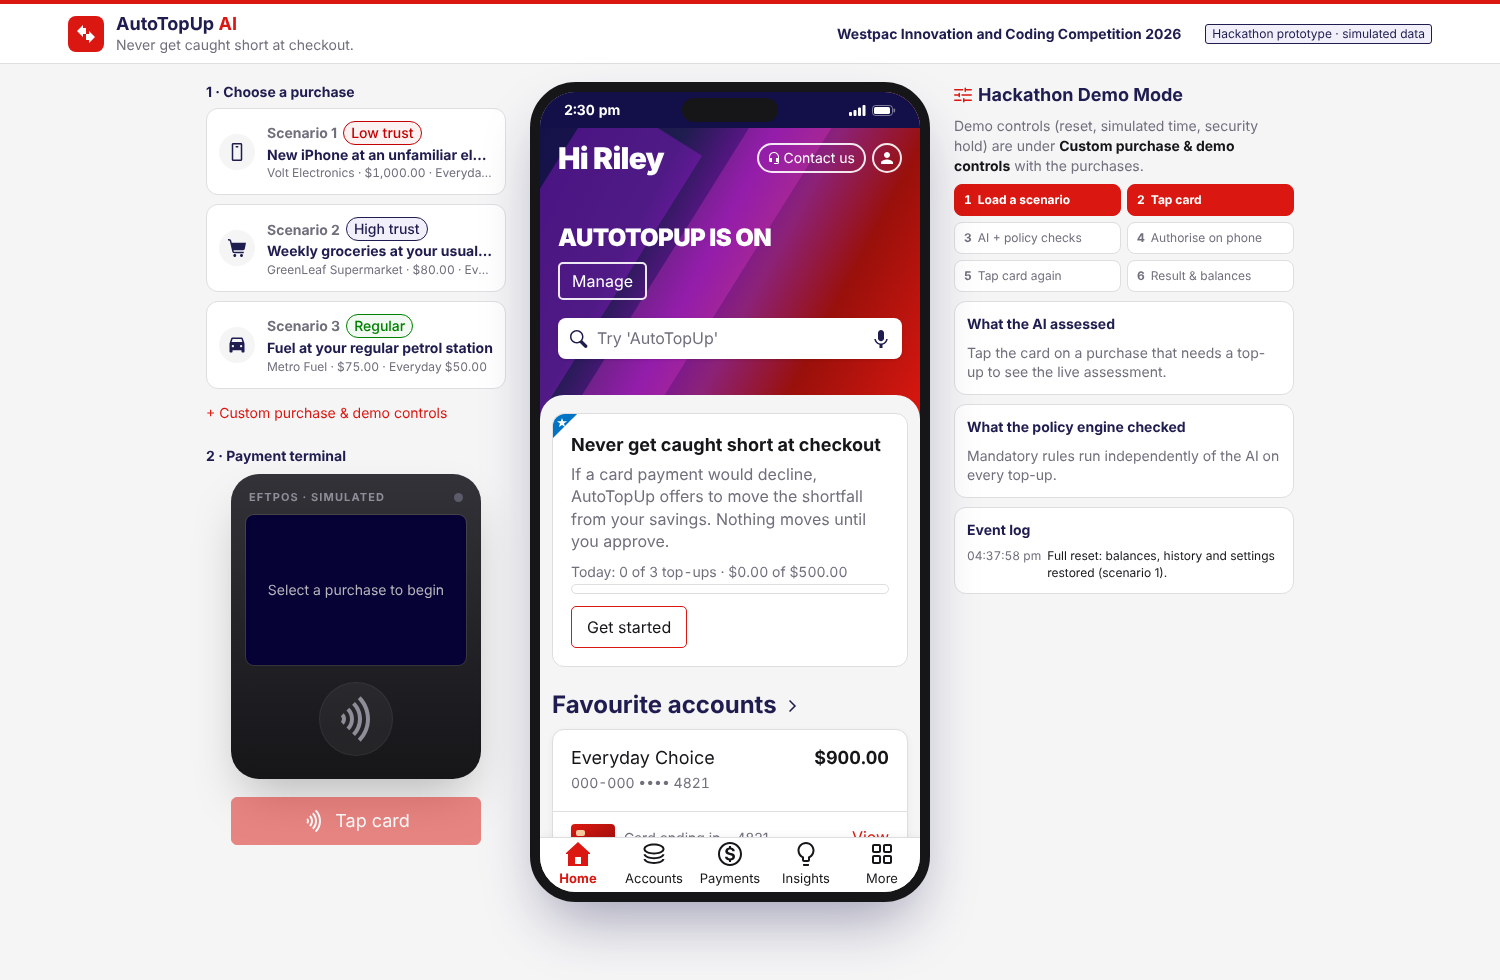 AutoTopUp AI
Never get caught short at checkout.
Westpac Innovation and Coding Competition 2026
Hackathon prototype · simulated data
1 · Choose a purchase
Scenario 1 Low trust
New iPhone at an unfamiliar el...
Volt Electronics · $1,000.00 · Everyda...
Scenario 2 High trust
Weekly groceries at your usual...
GreenLeaf Supermarket · $80.00 · Ev...
Scenario 3 Regular
Fuel at your regular petrol station
Metro Fuel · $75.00 · Everyday $50.00
+ Custom purchase & demo controls
2 · Payment terminal
EFTPOS · SIMULATED
Select a purchase to begin
Tap card
2:30 pm
Hi Riley
Contact us
AUTOTOPUP IS ON
Manage
Try 'AutoTopUp'
Never get caught short at checkout
If a card payment would decline,
AutoTopUp offers to move the shortfall
from your savings. Nothing moves until
you approve.
Today: 0 of 3 top-ups · $0.00 of $500.00
Get started
Favourite accounts
Everyday Choice $900.00
000-000 •••• 4821
Card ending in 4821 View
Home Accounts Payments Insights More
Hackathon Demo Mode
Demo controls (reset, simulated time, security
hold) are under Custom purchase & demo
controls with the purchases.
1 Load a scenario
2 Tap card
3 AI + policy checks
4 Authorise on phone
5 Tap card again
6 Result & balances
What the AI assessed
Tap the card on a purchase that needs a top-
up to see the live assessment.
What the policy engine checked
Mandatory rules run independently of the AI on
every top-up.
Event log
04:37:58 pm Full reset: balances, history and settings
restored (scenario 1).